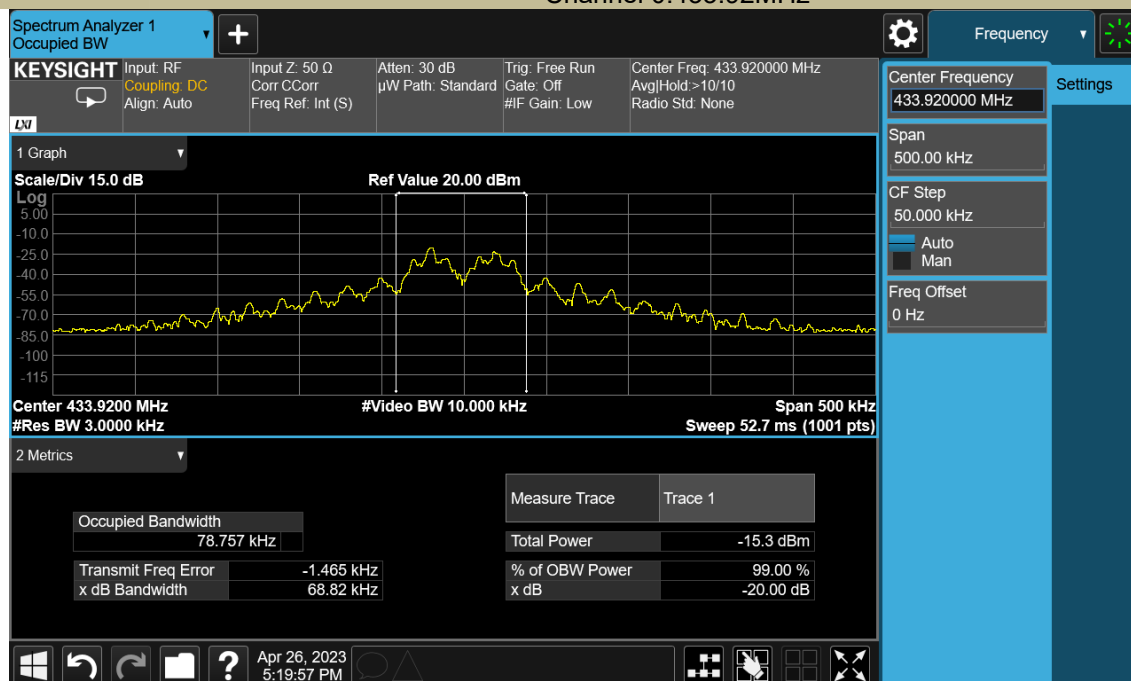 Spectrum Analyzer 1
Occupied BW
+
Frequency
KEYSIGHT
LXI
Input: RF
Coupling: DC
Align: Auto
Input Z: 50 Ω
Corr CCorr
Freq Ref: Int (S)
Atten: 30 dB
µW Path: Standard
Trig: Free Run
Gate: Off
#IF Gain: Low
Center Freq: 433.920000 MHz
Avg|Hold:>10/10
Radio Std: None
Center Frequency
433.920000 MHz
Settings
Span
500.00 kHz
CF Step
50.000 kHz
Auto
Man
Freq Offset
0 Hz
1 Graph
Scale/Div 15.0 dB
Ref Value 20.00 dBm
Log
5.00
-10.0
-25.0
-40.0
-55.0
-70.0
-85.0
-100
-115
Center 433.9200 MHz
#Video BW 10.000 kHz
Span 500 kHz
#Res BW 3.0000 kHz
Sweep 52.7 ms (1001 pts)
2 Metrics
Measure Trace Trace 1
Occupied Bandwidth
78.757 kHz
Total Power -15.3 dBm
Transmit Freq Error -1.465 kHz
% of OBW Power 99.00 %
x dB Bandwidth 68.82 kHz
x dB -20.00 dB
?
Apr 26, 2023
5:19:57 PM